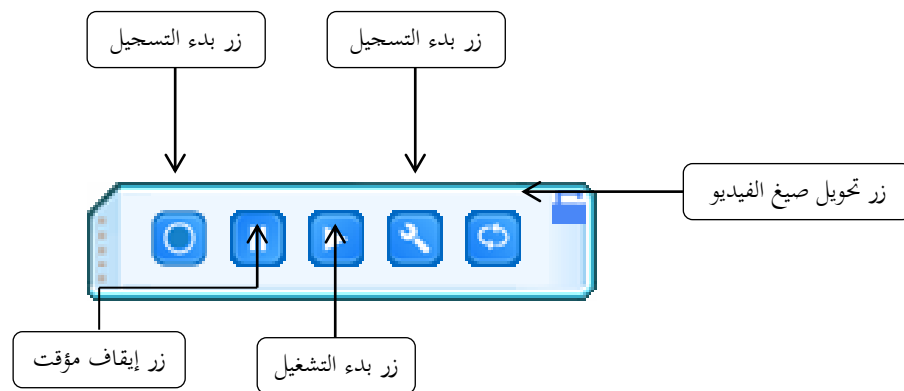 زر بدء التسجيل
زر بدء التسجيل
زر تحويل صيغ الفيديو
زر بدء التشغيل
زر إيقاف مؤقت